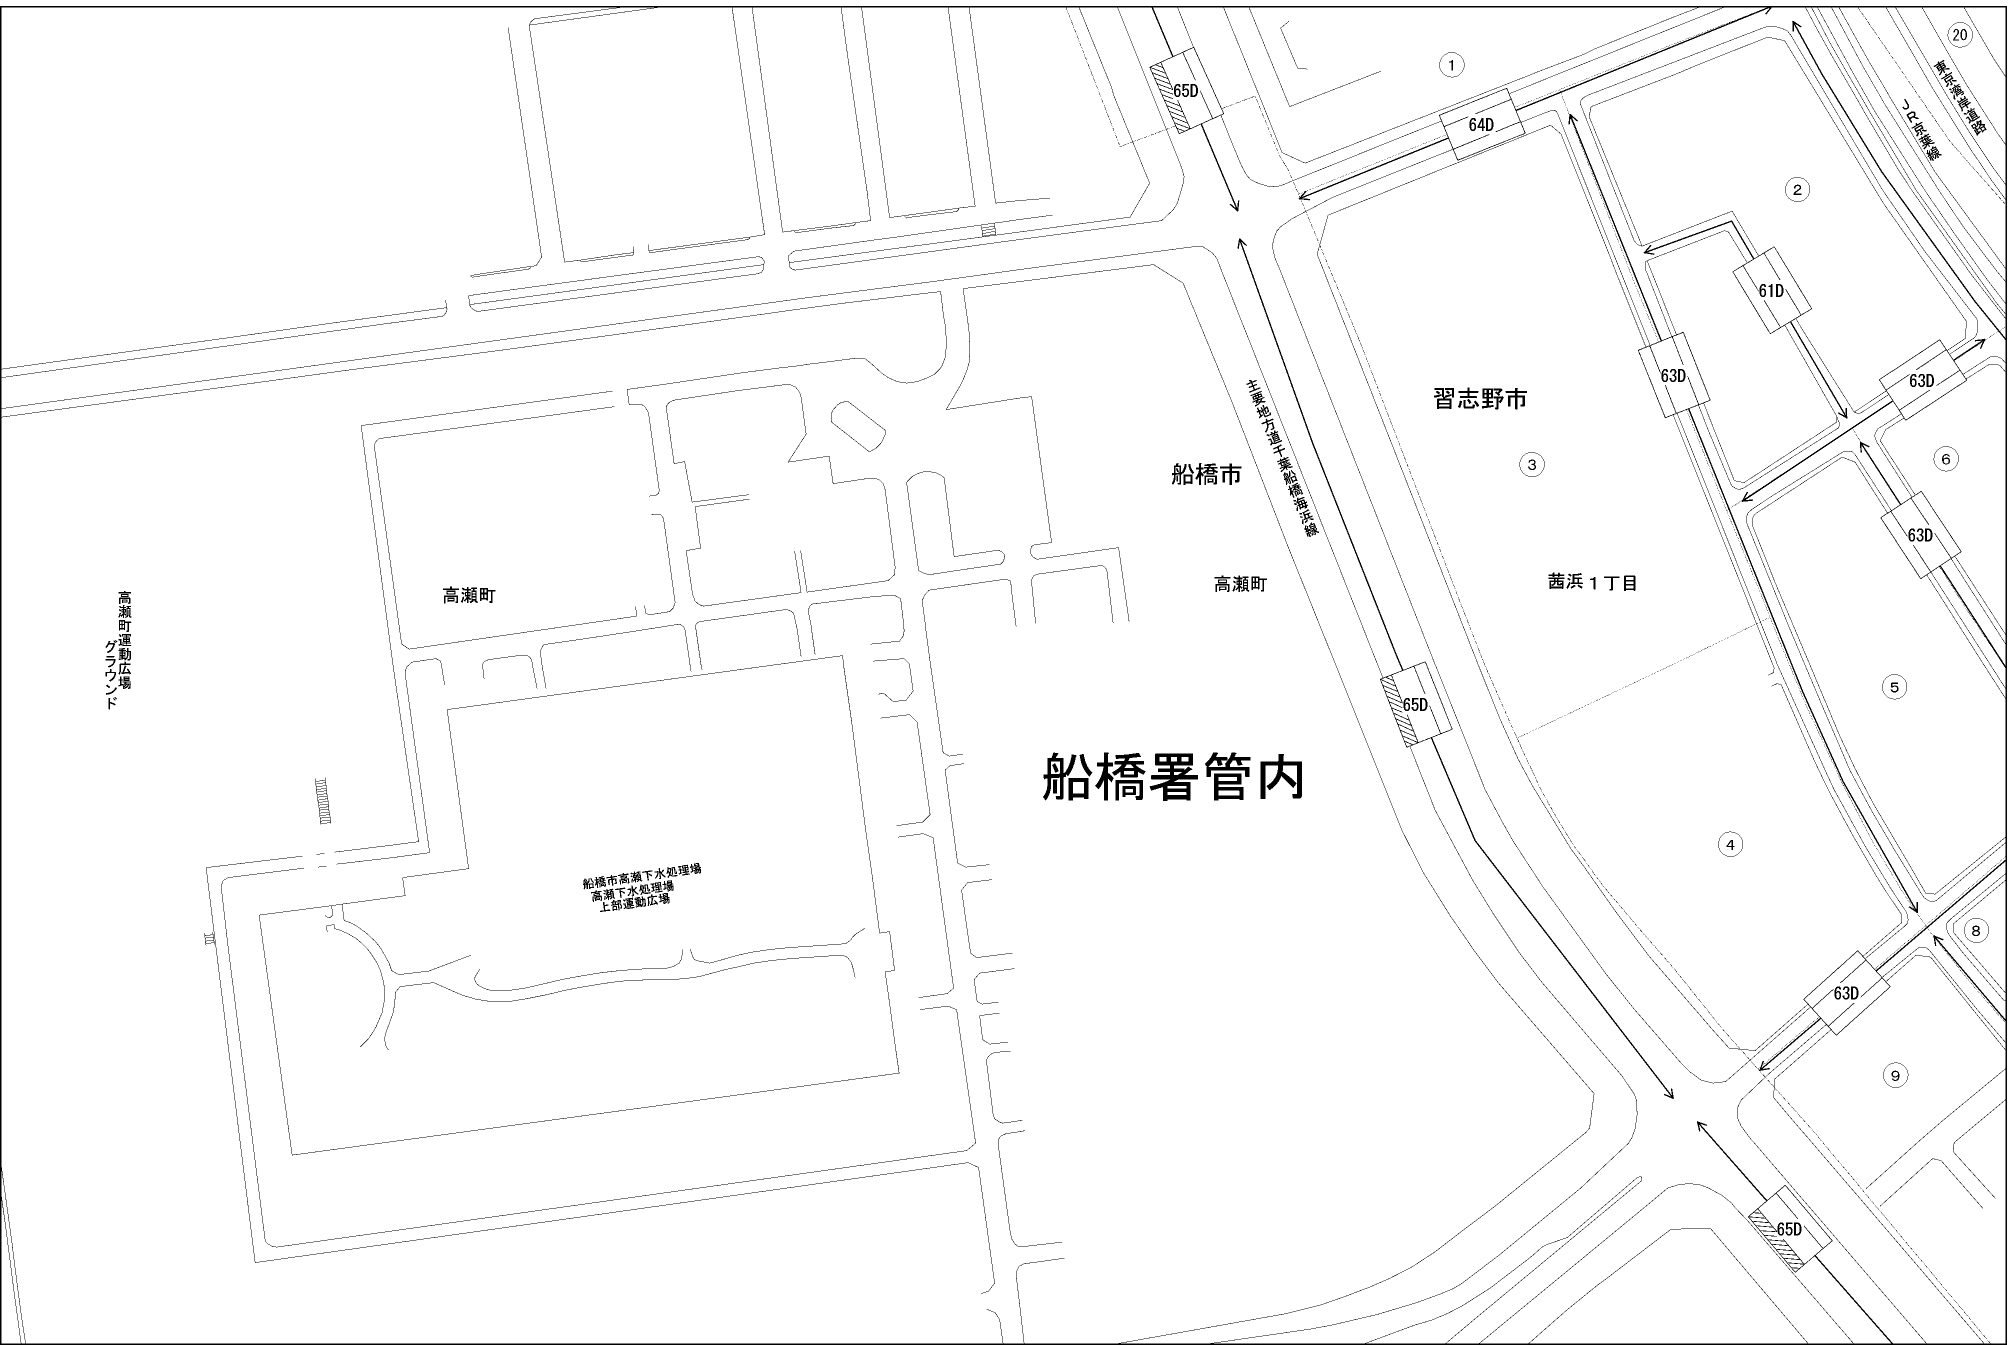 20
東京湾岸道路
JR京葉線
1
65D
64D
2
61D
63D
63D
習志野市
主要地方道千葉船橋海浜線
3
6
船橋市
63D
茜浜1丁目
高瀬町
高瀬町
高瀬町運動広場
グラウンド
5
65D
船橋署管内
4
船橋市高瀬下水処理場
高瀬下水処理場
上部運動広場
8
63D
9
65D